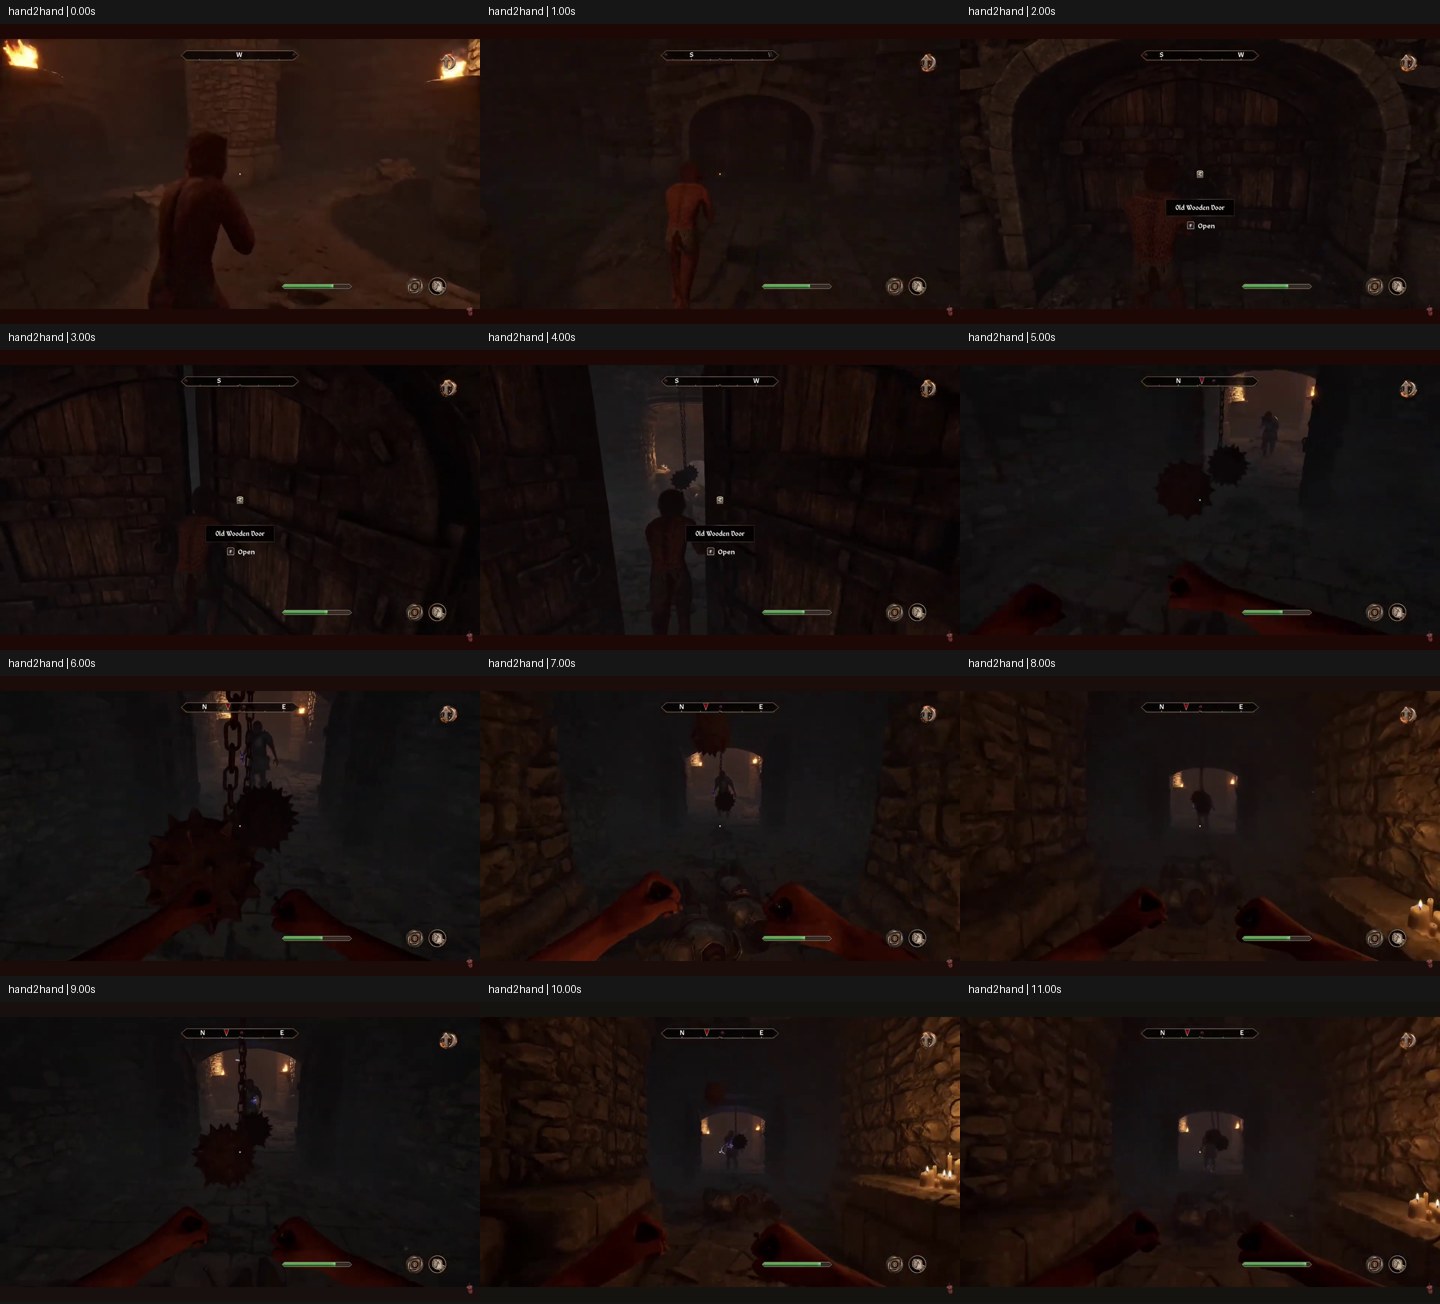 hand2hand | 0.00s
hand2hand | 1.00s
hand2hand | 2.00s
W
S
S W
Old Wooden Door
Open
hand2hand | 3.00s
hand2hand | 4.00s
hand2hand | 5.00s
S
S W
N
Old Wooden Door
Open
Old Wooden Door
Open
hand2hand | 6.00s
hand2hand | 7.00s
hand2hand | 8.00s
N E
N E
N E
hand2hand | 9.00s
hand2hand | 10.00s
hand2hand | 11.00s
N E
N E
N E